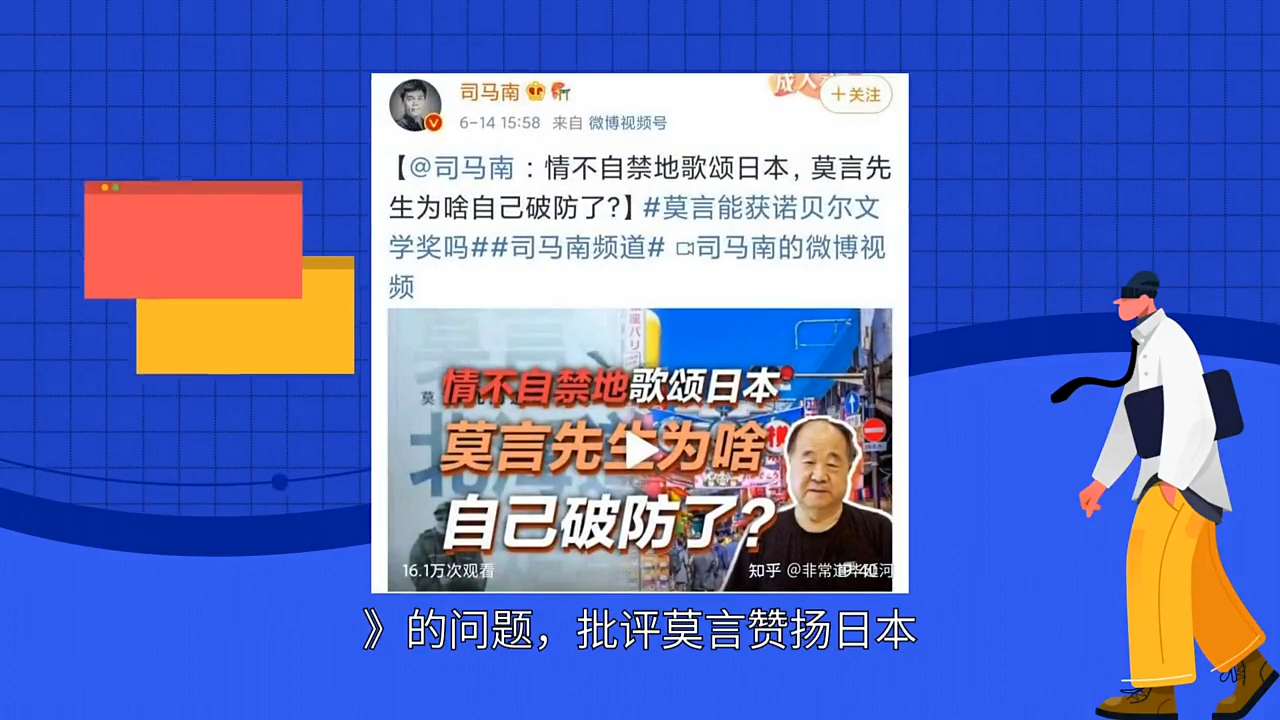 司马南
+关注
6-14 15:58 来自 微博视频号
【@司马南：情不自禁地歌颂日本，莫言先
生为啥自己破防了？】#莫言能获诺贝尔文
学奖吗##司马南频道# 司马南的微博视
频
情不自禁地歌颂日本
莫言先生为啥
自己破防了?
16.1万次观看
知乎 @非常道
》的问题，批评莫言赞扬日本